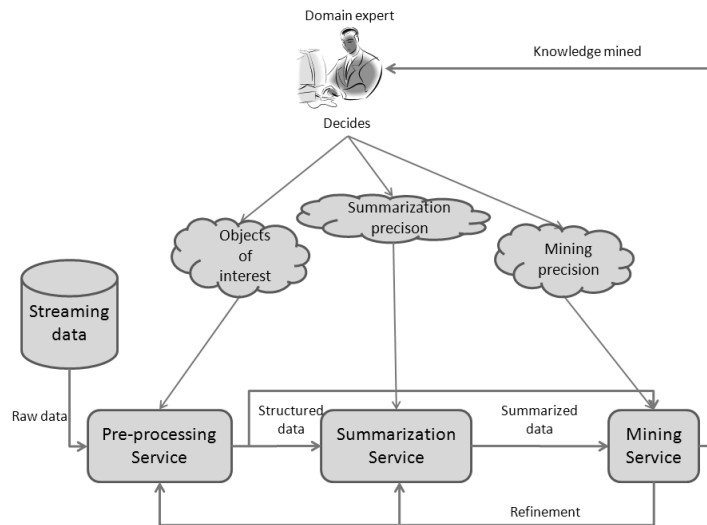 Domain expert
Knowledge mined
Decides
Objects
of
interest
Summarization
precison
Mining
precision
Streaming
data
Raw data
Pre-processing
Service
Structured
data
Summarization
Service
Summarized
data
Mining
Service
Refinement